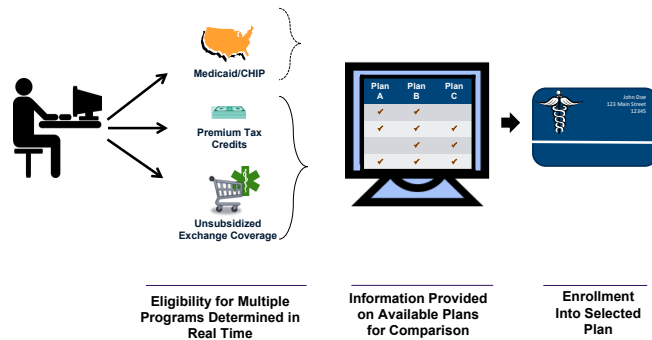 Medicaid/CHIP
Premium Tax
Credits
Unsubsidized
Exchange Coverage
Plan Plan Plan
A B C
✓ ✓
✓ ✓ ✓
✓ ✓
✓ ✓ ✓
John Doe
123 Main Street
12345
Eligibility for Multiple
Programs Determined in
Real Time
Information Provided
on Available Plans
for Comparison
Enrollment
Into Selected
Plan